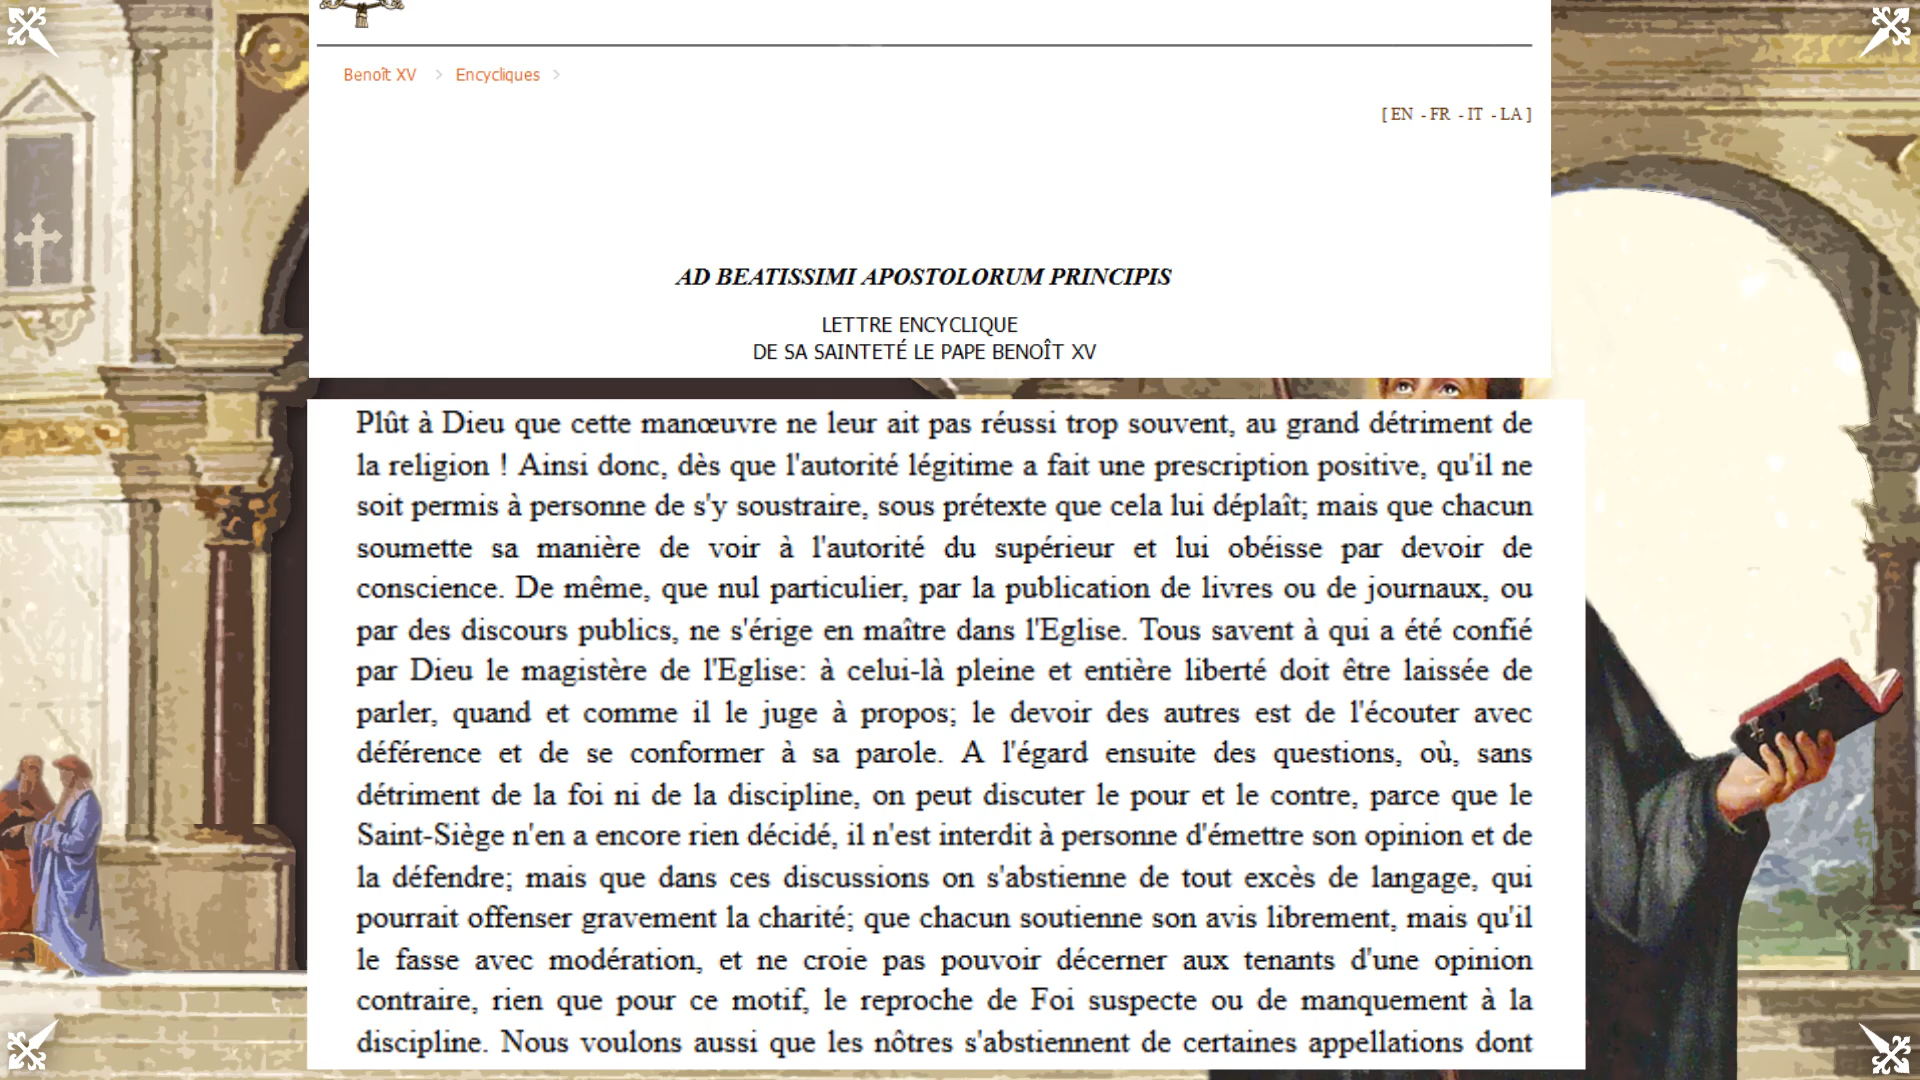 Benoît XV > Encycliques >
[ EN - FR - IT - LA ]
AD BEATISSIMI APOSTOLORUM PRINCIPIS
LETTRE ENCYCLIQUE
DE SA SAINTETÉ LE PAPE BENOÎT XV
Plût à Dieu que cette manœuvre ne leur ait pas réussi trop souvent, au grand détriment de
la religion ! Ainsi donc, dès que l'autorité légitime a fait une prescription positive, qu'il ne
soit permis à personne de s'y soustraire, sous prétexte que cela lui déplaît; mais que chacun
soumette sa manière de voir à l'autorité du supérieur et lui obéisse par devoir de
conscience. De même, que nul particulier, par la publication de livres ou de journaux, ou
par des discours publics, ne s'érige en maître dans l'Eglise. Tous savent à qui a été confié
par Dieu le magistère de l'Eglise: à celui-là pleine et entière liberté doit être laissée de
parler, quand et comme il le juge à propos; le devoir des autres est de l'écouter avec
déférence et de se conformer à sa parole. A l'égard ensuite des questions, où, sans
détriment de la foi ni de la discipline, on peut discuter le pour et le contre, parce que le
Saint-Siège n'en a encore rien décidé, il n'est interdit à personne d'émettre son opinion et de
la défendre; mais que dans ces discussions on s'abstienne de tout excès de langage, qui
pourrait offenser gravement la charité; que chacun soutienne son avis librement, mais qu'il
le fasse avec modération, et ne croie pas pouvoir décerner aux tenants d'une opinion
contraire, rien que pour ce motif, le reproche de Foi suspecte ou de manquement à la
discipline. Nous voulons aussi que les nôtres s'abstiennent de certaines appellations dont